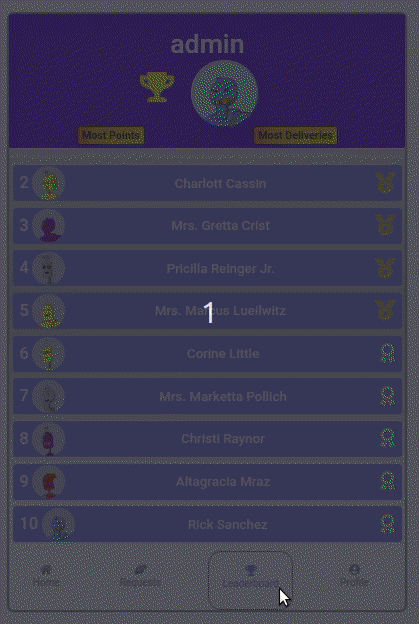 admin
Most Points
Most Deliveries
2 Charlott Cassin
3 Mrs. Gretta Crist
4 Pricilla Reinger Jr.
5 Mrs. Marcus Lueilwitz
1
6 Corine Little
7 Mrs. Marketta Pollich
8 Christi Raynor
9 Altagracia Mraz
10 Rick Sanchez
Home Requests Leaderboard Profile